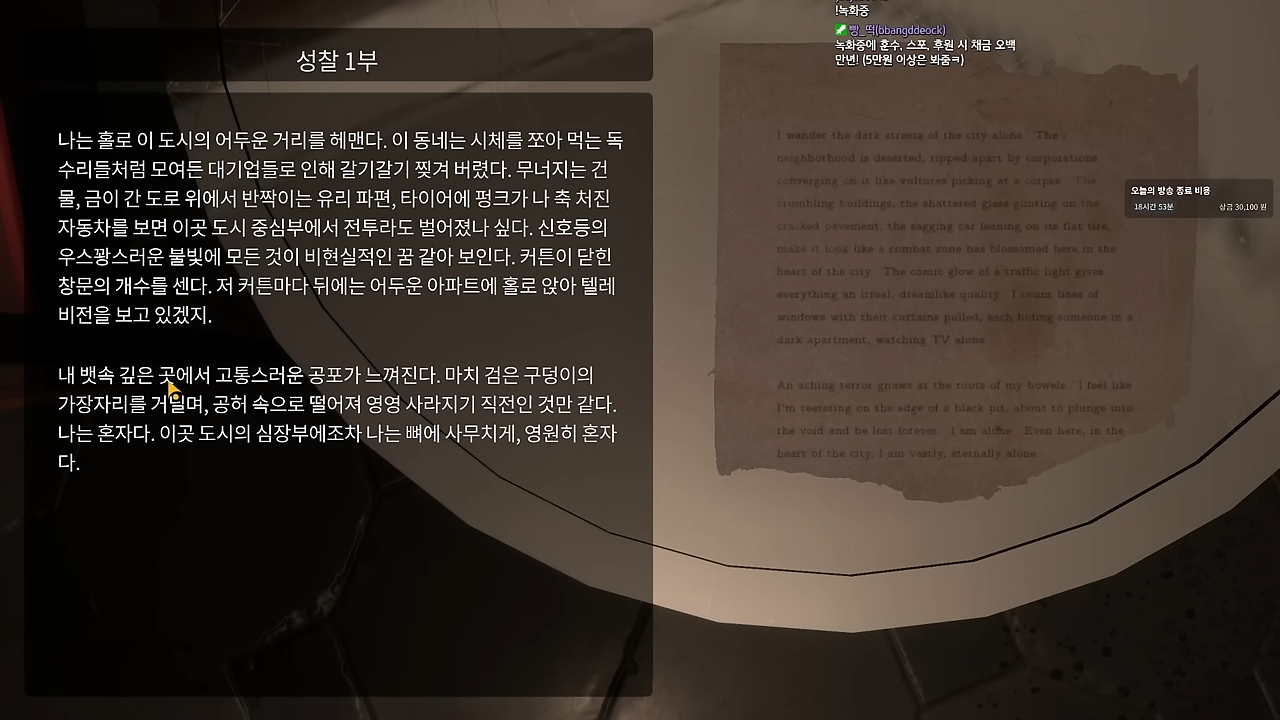 !녹화중
빵_떡(bbangddeock)
녹화중에 훈수, 스포, 후원 시 채금 오백
만년! (5만원 이상은 봐줌ㅋ)
성찰 1부
나는 홀로 이 도시의 어두운 거리를 헤맨다. 이 동네는 시체를 쪼아 먹는 독
수리들처럼 모여든 대기업들로 인해 갈기갈기 찢겨 버렸다. 무너지는 건
물, 금이 간 도로 위에서 반짝이는 유리 파편, 타이어에 펑크가 나 축 처진
자동차를 보면 이곳 도시 중심부에서 전투라도 벌어졌나 싶다. 신호등의
우스꽝스러운 불빛에 모든 것이 비현실적인 꿈 같아 보인다. 커튼이 닫힌
창문의 개수를 센다. 저 커튼마다 뒤에는 어두운 아파트에 홀로 앉아 텔레
비전을 보고 있겠지.
내 뱃속 깊은 곳에서 고통스러운 공포가 느껴진다. 마치 검은 구덩이의
가장자리를 거닐며, 공허 속으로 떨어져 영영 사라지기 직전인 것만 같다.
나는 혼자다. 이곳 도시의 심장부에조차 나는 뼈에 사무치게, 영원히 혼자
다.
I wander the dark streets of the city alone. The
neighborhood is deserted, ripped apart by corporations
converging on it like vultures picking at a corpse. The
crumbling buildings, the shattered glass glinting on the
cracked pavement, the sagging car leaning on its flat tire,
make it look like a combat zone has blossomed here in the
heart of the city. The comic glow of a traffic light gives
everything an irreal, dreamlike quality. I count lines of
windows with their curtains pulled, each hiding someone in a
dark apartment, watching TV alone.
An aching terror gnaws at the roots of my bowels. I feel like
I'm teetering on the edge of a black pit, about to plunge into
the void and be lost forever. I am alone. Even here, in the
heart of the city, I am vastly, eternally alone.
오늘의 방송 종료 비용
18시간 53분 상금 30,100 원